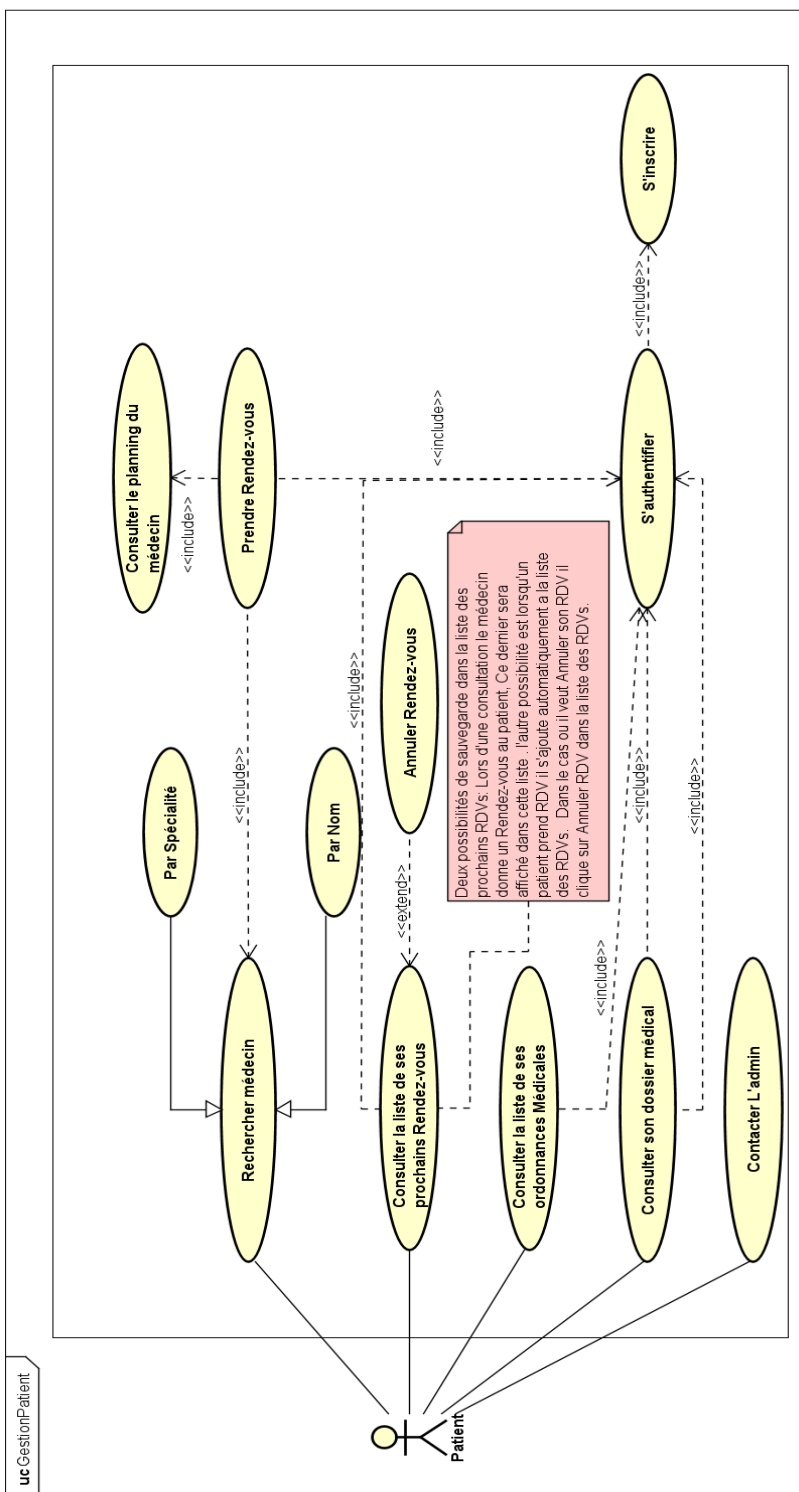 uc GestionPatient
Patient
Rechercher médecin
Consulter la liste de ses
prochains Rendez-vous
Consulter la liste de ses
ordonnances Médicales
Consulter son dossier médical
Contacter L'admin
Par Spécialité
Par Nom
Annuler Rendez-vous
Prendre Rendez-vous
Consulter le planning du
médecin
S'authentifier
S'inscrire
Deux possibilités de sauvegarde dans la liste des
prochains RDVs: Lors d'une consultation le médecin
donne un Rendez-vous au patient, Ce dernier sera
affiché dans cette liste . l'autre possibilité est lorsqu'un
patient prend RDV il s'ajoute automatiquement a la liste
des RDVs. Dans le cas ou il veut Annuler son RDV il
clique sur Annuler RDV dans la liste des RDVs.
<<include>>
<<include>>
<<include>>
<<include>>
<<extend>>
<<include>>
<<include>>
<<include>>
<<include>>